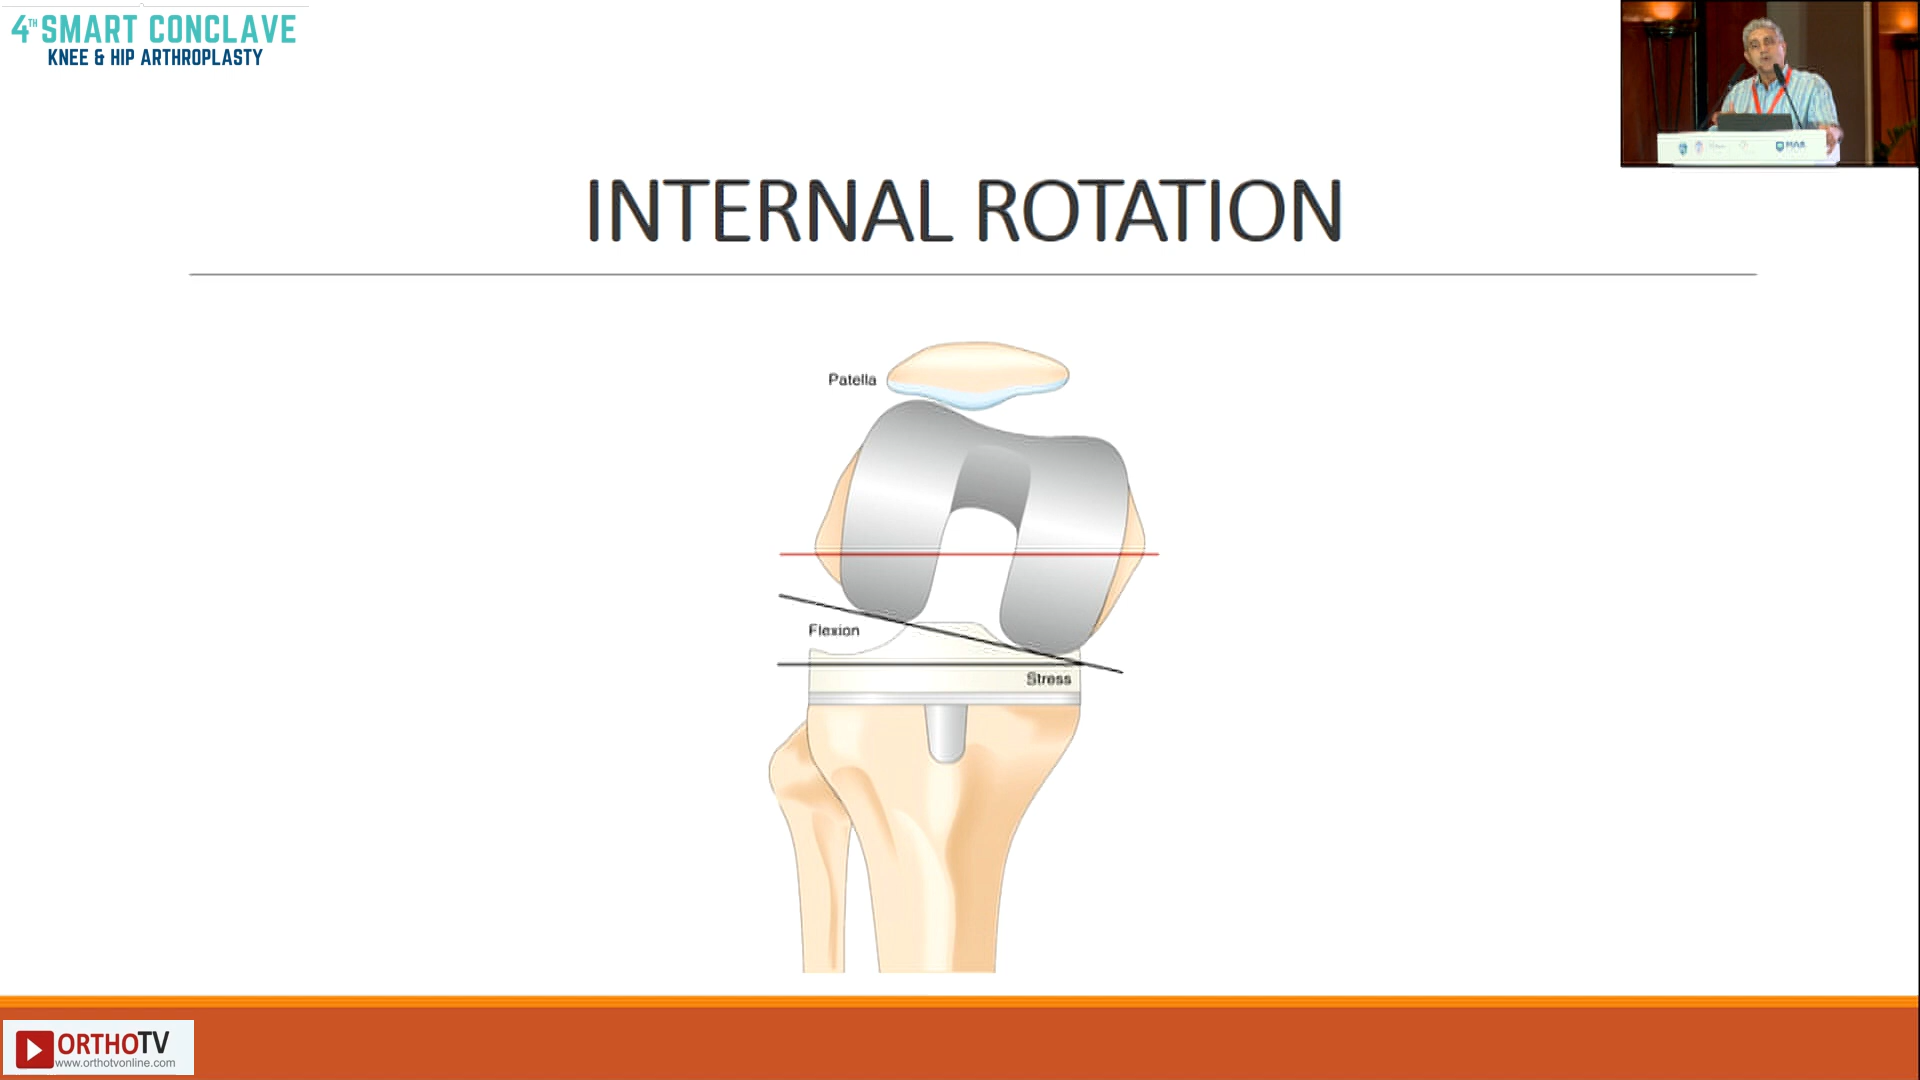 4TH SMART CONCLAVE
KNEE & HIP ARTHROPLASTY
INTERNAL ROTATION
Patella
Flexion
Stress
ORTHOTV
www.orthotvonline.com